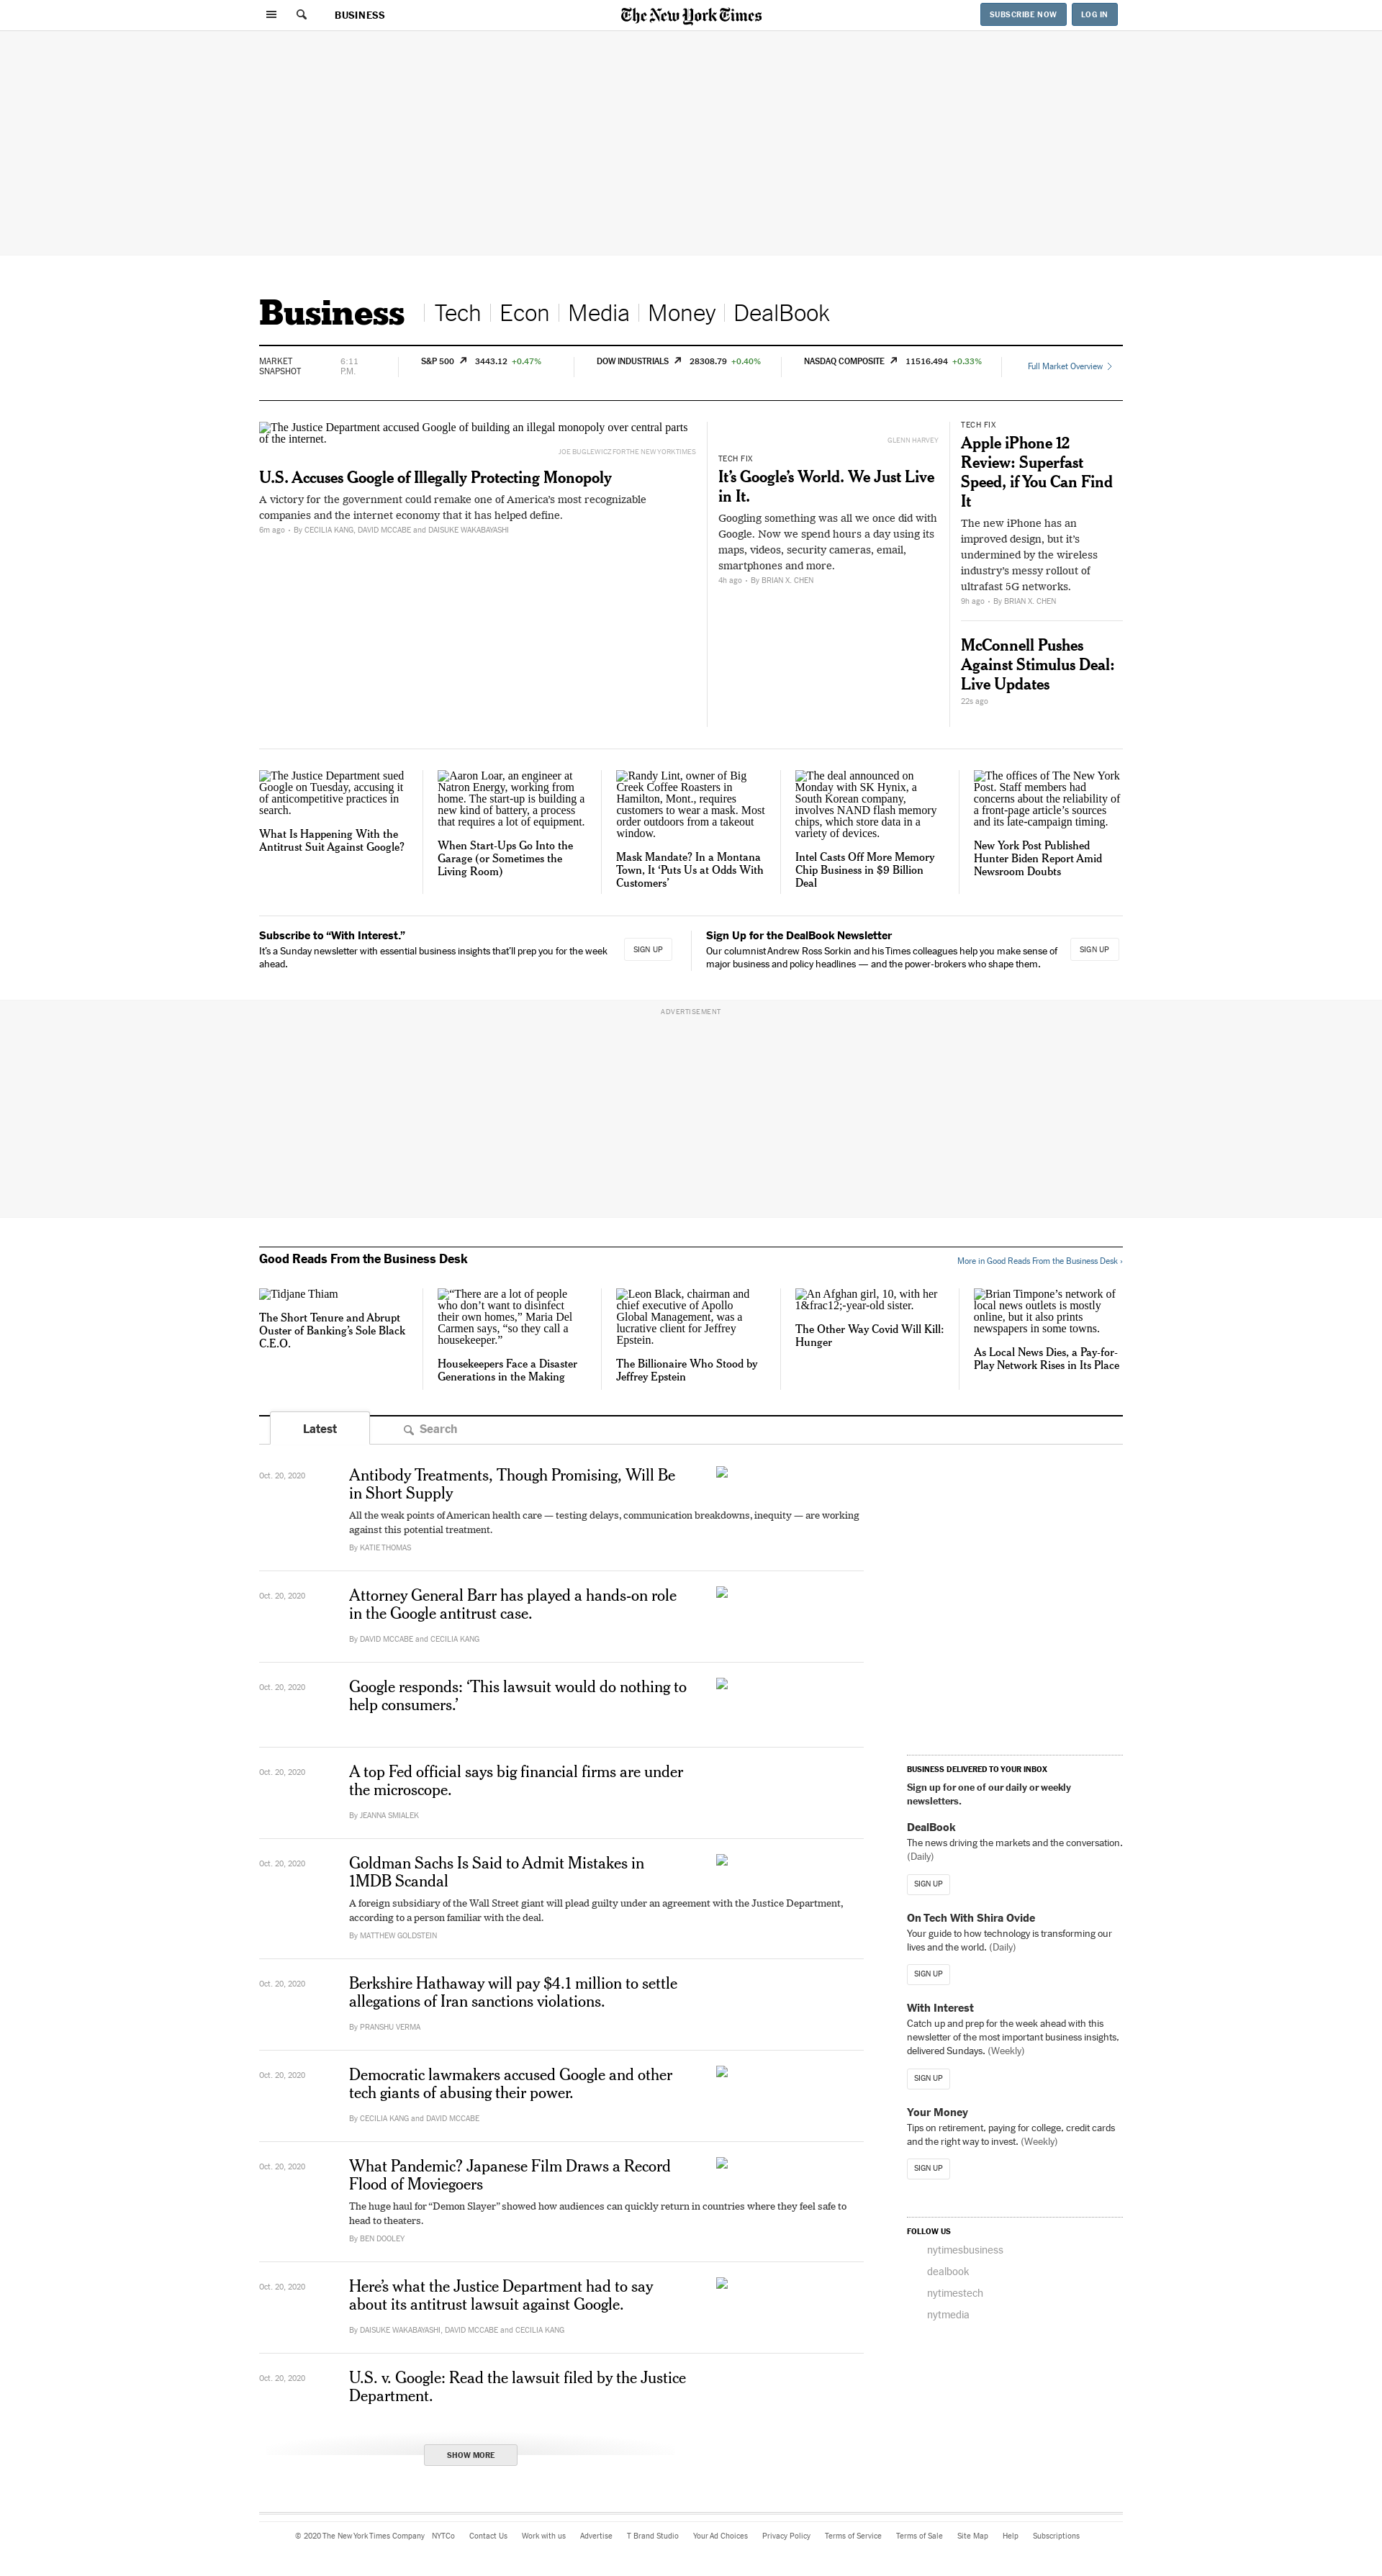 BUSINESS
The New York Times
SUBSCRIBE NOW
LOG IN
Business
Tech
Econ
Media
Money
DealBook
MARKET
SNAPSHOT
6:11
P.M.
S&P 500 3443.12 +0.47%
DOW INDUSTRIALS 28308.79 +0.40%
NASDAQ COMPOSITE 11516.494 +0.33%
Full Market Overview
The Justice Department accused Google of building an illegal monopoly over central parts
of the internet.
JOE BUGLEWICZ FOR THE NEW YORK TIMES
U.S. Accuses Google of Illegally Protecting Monopoly
A victory for the government could remake one of America's most recognizable
companies and the internet economy that it has helped define.
6m ago • By CECILIA KANG, DAVID MCCABE and DAISUKE WAKABAYASHI
GLENN HARVEY
TECH FIX
It's Google's World. We Just Live
in It.
Googling something was all we once did with
Google. Now we spend hours a day using its
maps, videos, security cameras, email,
smartphones and more.
4h ago • By BRIAN X. CHEN
TECH FIX
Apple iPhone 12
Review: Superfast
Speed, if You Can Find
It
The new iPhone has an
improved design, but it's
undermined by the wireless
industry's messy rollout of
ultrafast 5G networks.
9h ago • By BRIAN X. CHEN
McConnell Pushes
Against Stimulus Deal:
Live Updates
22s ago
The Justice Department sued
Google on Tuesday, accusing it
of anticompetitive practices in
search.
What Is Happening With the
Antitrust Suit Against Google?
Aaron Loar, an engineer at
Natron Energy, working from
home. The start-up is building a
new kind of battery, a process
that requires a lot of equipment.
When Start-Ups Go Into the
Garage (or Sometimes the
Living Room)
Randy Lint, owner of Big
Creek Coffee Roasters in
Hamilton, Mont., requires
customers to wear a mask. Most
order outdoors from a takeout
window.
Mask Mandate? In a Montana
Town, It ‘Puts Us at Odds With
Customers’
The deal announced on
Monday with SK Hynix, a
South Korean company,
involves NAND flash memory
chips, which store data in a
variety of devices.
Intel Casts Off More Memory
Chip Business in $9 Billion
Deal
The offices of The New York
Post. Staff members had
concerns about the reliability of
a front-page article’s sources
and its late-campaign timing.
New York Post Published
Hunter Biden Report Amid
Newsroom Doubts
Subscribe to “With Interest.”
It’s a Sunday newsletter with essential business insights that’ll prep you for the week
ahead.
SIGN UP
Sign Up for the DealBook Newsletter
Our columnist Andrew Ross Sorkin and his Times colleagues help you make sense of
major business and policy headlines — and the power-brokers who shape them.
SIGN UP
ADVERTISEMENT
Good Reads From the Business Desk
More in Good Reads From the Business Desk ›
Tidjane Thiam
The Short Tenure and Abrupt
Ouster of Banking’s Sole Black
C.E.O.
“There are a lot of people
who don’t want to disinfect
their own homes,” Maria Del
Carmen says, “so they call a
housekeeper.”
Housekeepers Face a Disaster
Generations in the Making
Leon Black, chairman and
chief executive of Apollo
Global Management, was a
lucrative client for Jeffrey
Epstein.
The Billionaire Who Stood by
Jeffrey Epstein
An Afghan girl, 10, with her
1&frac12;-year-old sister.
The Other Way Covid Will Kill:
Hunger
Brian Timpone’s network of
local news outlets is mostly
online, but it also prints
newspapers in some towns.
As Local News Dies, a Pay-for-
Play Network Rises in Its Place
Latest
Search
Oct. 20, 2020
Antibody Treatments, Though Promising, Will Be
in Short Supply
All the weak points of American health care — testing delays, communication breakdowns, inequity — are working
against this potential treatment.
By KATIE THOMAS
Oct. 20, 2020
Attorney General Barr has played a hands-on role
in the Google antitrust case.
By DAVID MCCABE and CECILIA KANG
Oct. 20, 2020
Google responds: ‘This lawsuit would do nothing to
help consumers.’
Oct. 20, 2020
A top Fed official says big financial firms are under
the microscope.
By JEANNA SMIALEK
Oct. 20, 2020
Goldman Sachs Is Said to Admit Mistakes in
1MDB Scandal
A foreign subsidiary of the Wall Street giant will plead guilty under an agreement with the Justice Department,
according to a person familiar with the deal.
By MATTHEW GOLDSTEIN
Oct. 20, 2020
Berkshire Hathaway will pay $4.1 million to settle
allegations of Iran sanctions violations.
By PRANSHU VERMA
Oct. 20, 2020
Democratic lawmakers accused Google and other
tech giants of abusing their power.
By CECILIA KANG and DAVID MCCABE
Oct. 20, 2020
What Pandemic? Japanese Film Draws a Record
Flood of Moviegoers
The huge haul for “Demon Slayer” showed how audiences can quickly return in countries where they feel safe to
head to theaters.
By BEN DOOLEY
Oct. 20, 2020
Here’s what the Justice Department had to say
about its antitrust lawsuit against Google.
By DAISUKE WAKABAYASHI, DAVID MCCABE and CECILIA KANG
Oct. 20, 2020
U.S. v. Google: Read the lawsuit filed by the Justice
Department.
SHOW MORE
BUSINESS DELIVERED TO YOUR INBOX
Sign up for one of our daily or weekly
newsletters.
DealBook
The news driving the markets and the conversation.
(Daily)
SIGN UP
On Tech With Shira Ovide
Your guide to how technology is transforming our
lives and the world. (Daily)
SIGN UP
With Interest
Catch up and prep for the week ahead with this
newsletter of the most important business insights,
delivered Sundays. (Weekly)
SIGN UP
Your Money
Tips on retirement, paying for college, credit cards
and the right way to invest. (Weekly)
SIGN UP
FOLLOW US
nytimesbusiness
dealbook
nytimestech
nytmedia
© 2020 The New York Times Company NYTCo Contact Us Work with us Advertise T Brand Studio Your Ad Choices Privacy Policy Terms of Service Terms of Sale Site Map Help Subscriptions